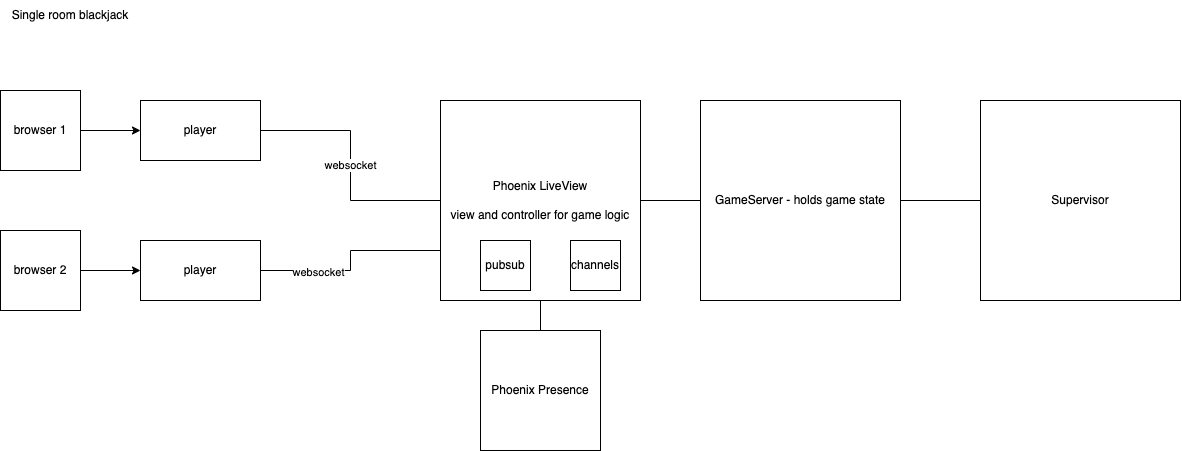 Single room blackjack
browser 1
player
websocket
browser 2
player
websocket
Phoenix LiveView
view and controller for game logic
pubsub
channels
Phoenix Presence
GameServer - holds game state
Supervisor